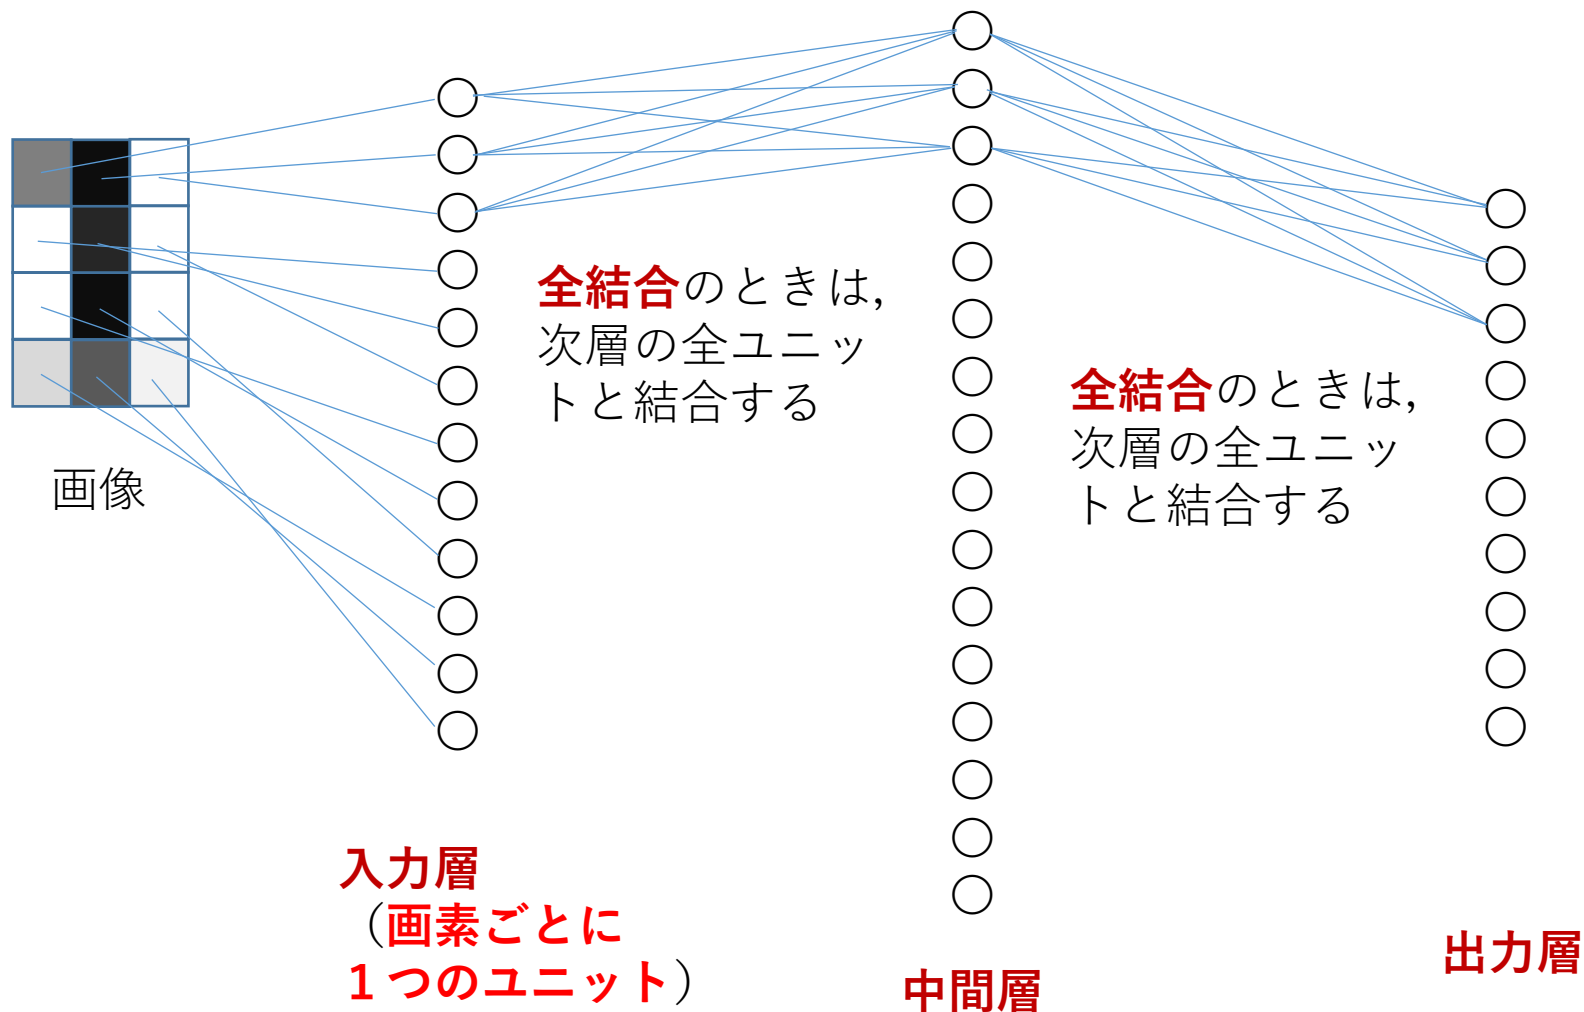 全結合のときは,
次層の全ユニッ
トと結合する
全結合のときは,
次層の全ユニッ
トと結合する
画像
入力層
（画素ごとに
１つのユニット）
中間層
出力層